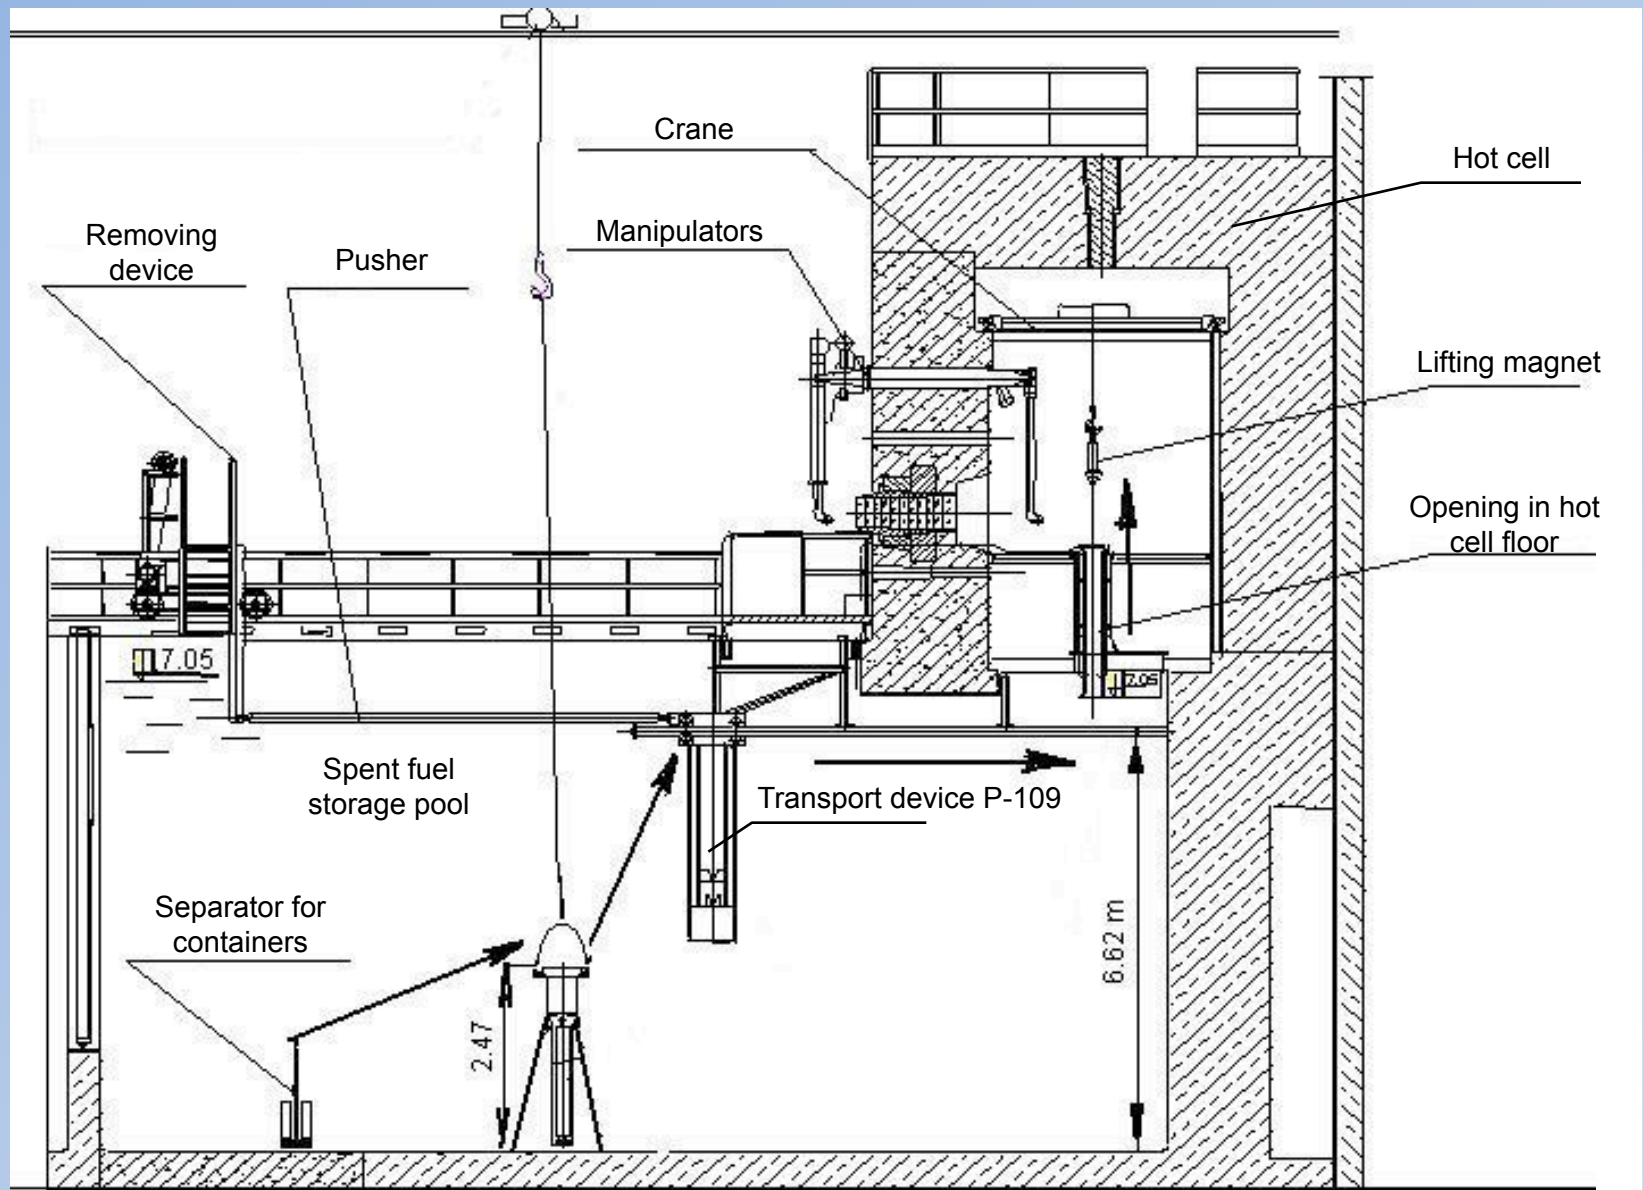 Crane
Hot cell
Manipulators
Removing
device
Pusher
Lifting magnet
Opening in hot
cell floor
7.05
7.05
Spent fuel
storage pool
Transport device P-109
Separator for
containers
6.62 m
2.47